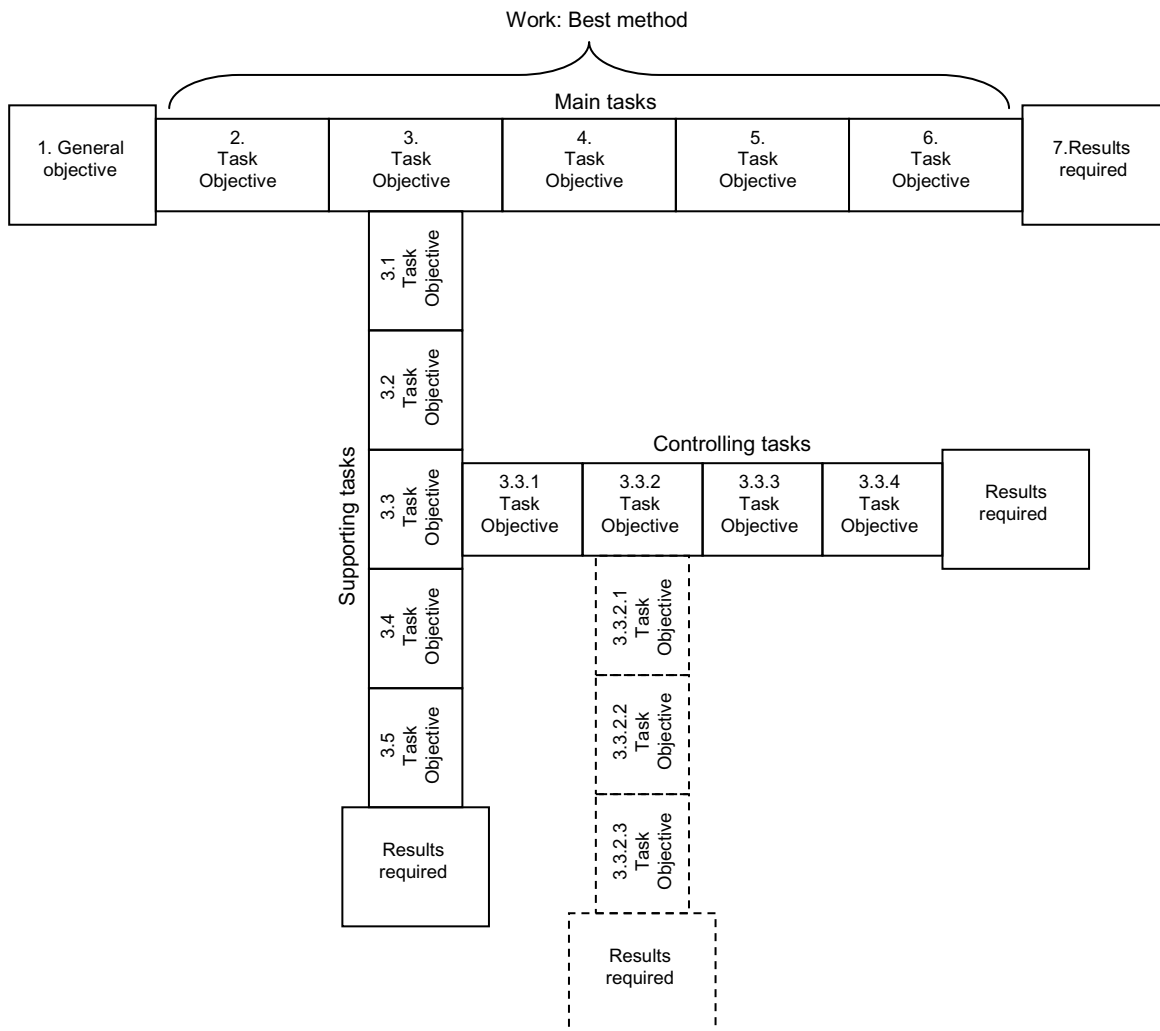 Work: Best method
Main tasks
1. General
objective
2.
Task
Objective
3.
Task
Objective
4.
Task
Objective
5.
Task
Objective
6.
Task
Objective
7.Results
required
3.1
Task
Objective
3.2
Task
Objective
3.3
Task
Objective
3.4
Task
Objective
3.5
Task
Objective
Supporting tasks
Results
required
Controlling tasks
3.3.1
Task
Objective
3.3.2
Task
Objective
3.3.3
Task
Objective
3.3.4
Task
Objective
Results
required
3.3.2.1
Task
Objective
3.3.2.2
Task
Objective
3.3.2.3
Task
Objective
Results
required